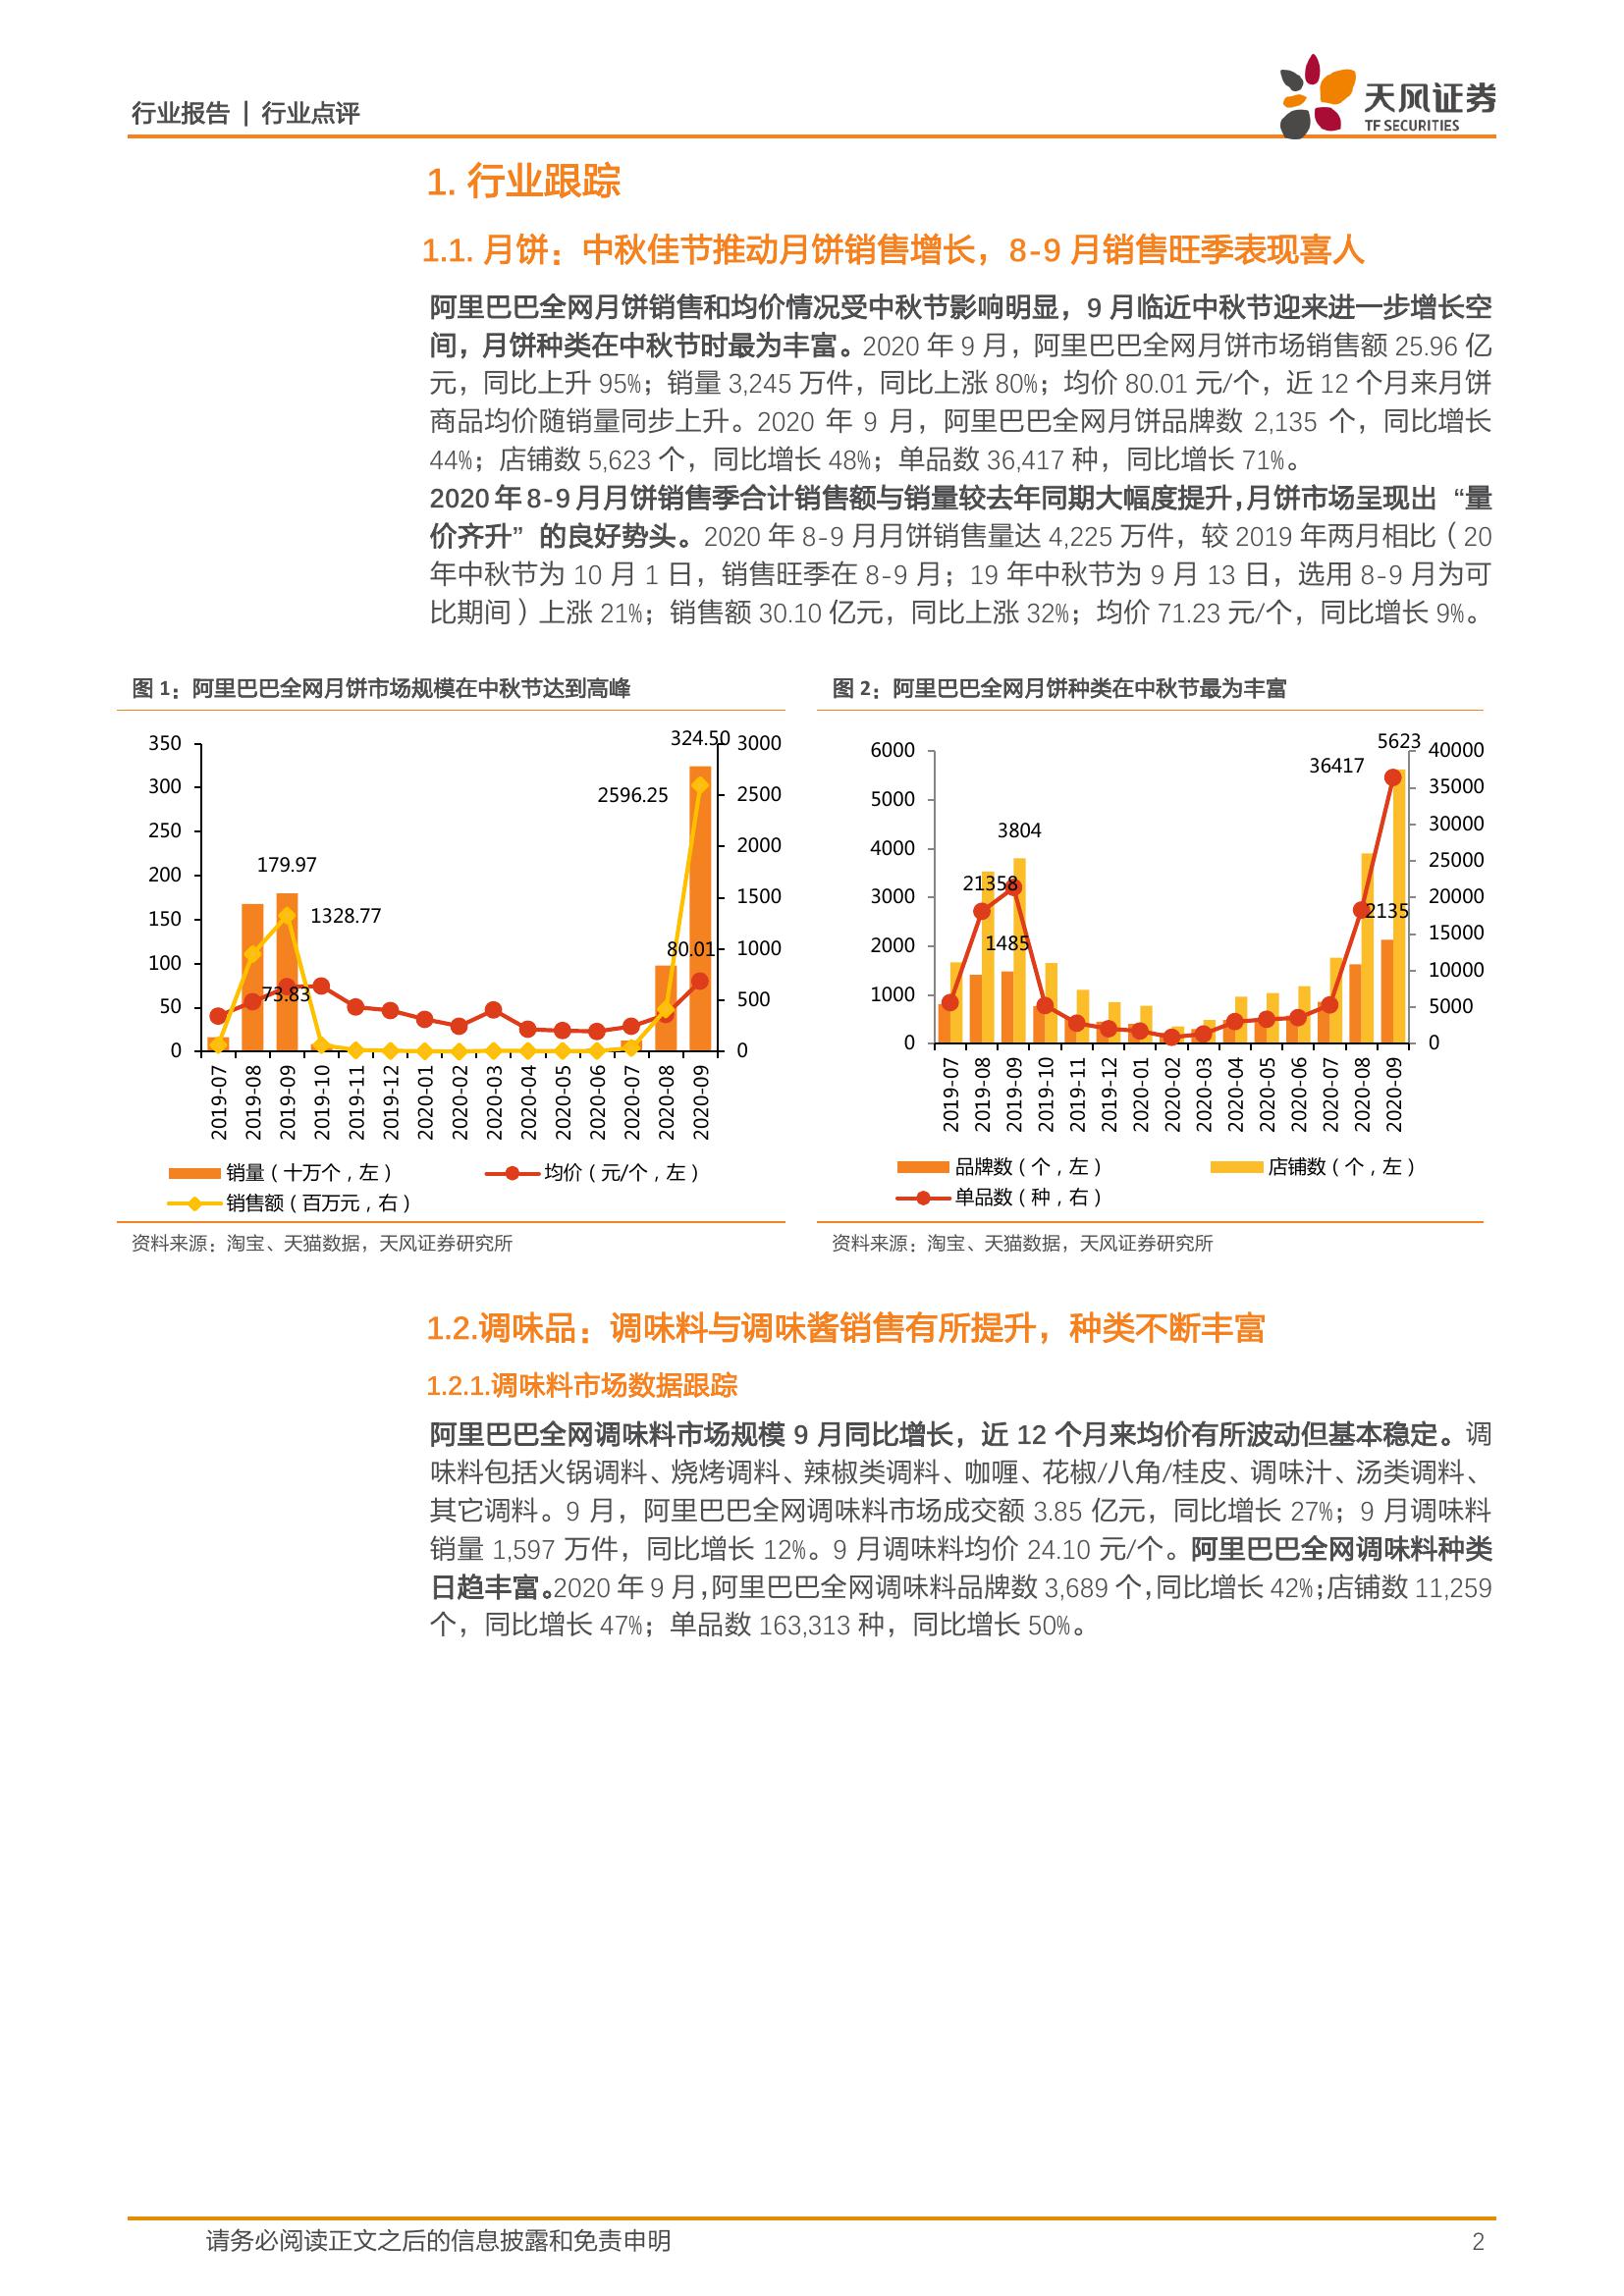 行业报告 | 行业点评
天风证券
TF SECURITIES
1. 行业跟踪
1.1. 月饼：中秋佳节推动月饼销售增长，8-9 月销售旺季表现喜人
阿里巴巴全网月饼销售和均价情况受中秋节影响明显，9 月临近中秋节迎来进一步增长空
间，月饼种类在中秋节时最为丰富。2020 年 9 月，阿里巴巴全网月饼市场销售额 25.96 亿
元，同比上升 95%；销量 3,245 万件，同比上涨 80%；均价 80.01 元/个，近 12 个月来月饼
商品均价随销量同步上升。2020 年 9 月，阿里巴巴全网月饼品牌数 2,135 个，同比增长
44%；店铺数 5,623 个，同比增长 48%；单品数 36,417 种，同比增长 71%。
2020 年 8-9 月月饼销售季合计销售额与销量较去年同期大幅度提升，月饼市场呈现出 “量
价齐升” 的良好势头。2020 年 8-9 月月饼销售量达 4,225 万件，较 2019 年两月相比（20
年中秋节为 10 月 1 日，销售旺季在 8-9 月；19 年中秋节为 9 月 13 日，选用 8-9 月为可
比期间）上涨 21%；销售额 30.10 亿元，同比上涨 32%；均价 71.23 元/个，同比增长 9%。
图 1：阿里巴巴全网月饼市场规模在中秋节达到高峰
350
300
250
200
150
100
50
0
324.50
2596.25
179.97
1328.77
80.01
73.83
3000
2500
2000
1500
1000
500
0
2019-07
2019-08
2019-09
2019-10
2019-11
2019-12
2020-01
2020-02
2020-03
2020-04
2020-05
2020-06
2020-07
2020-08
2020-09
销量（十万个，左）
均价（元/个，左）
销售额（百万元，右）
资料来源：淘宝、天猫数据，天风证券研究所
图 2：阿里巴巴全网月饼种类在中秋节最为丰富
6000
5000
4000
3000
2000
1000
0
5623
36417
3804
21358
2135
1485
40000
35000
30000
25000
20000
15000
10000
5000
0
2019-07
2019-08
2019-09
2019-10
2019-11
2019-12
2020-01
2020-02
2020-03
2020-04
2020-05
2020-06
2020-07
2020-08
2020-09
品牌数（个，左）
店铺数（个，左）
单品数（种，右）
资料来源：淘宝、天猫数据，天风证券研究所
1.2.调味品：调味料与调味酱销售有所提升，种类不断丰富
1.2.1.调味料市场数据跟踪
阿里巴巴全网调味料市场规模 9 月同比增长，近 12 个月来均价有所波动但基本稳定。调
味料包括火锅调料、烧烤调料、辣椒类调料、咖喱、花椒/八角/桂皮、调味汁、汤类调料、
其它调料。9 月，阿里巴巴全网调味料市场成交额 3.85 亿元，同比增长 27%；9 月调味料
销量 1,597 万件，同比增长 12%。9 月调味料均价 24.10 元/个。阿里巴巴全网调味料种类
日趋丰富。2020 年 9 月，阿里巴巴全网调味料品牌数 3,689 个，同比增长 42%；店铺数 11,259
个，同比增长 47%；单品数 163,313 种，同比增长 50%。
请务必阅读正文之后的信息披露和免责申明
2